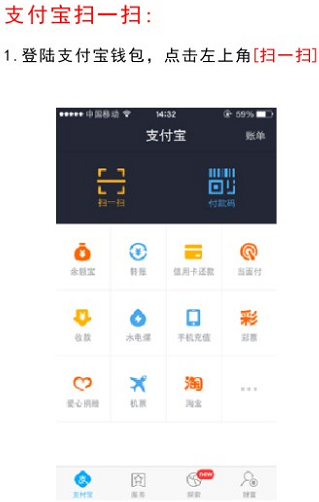 支付宝扫一扫:
1.登陆支付宝钱包，点击左上角[扫一扫]
中国移动 14:32 59%
支付宝 账单
扫一扫 付款码
余额宝 转账 信用卡还款 当面付
收款 水电煤 手机充值 彩票
爱心捐赠 机票 淘宝
new
支付宝 服务 探索 财富